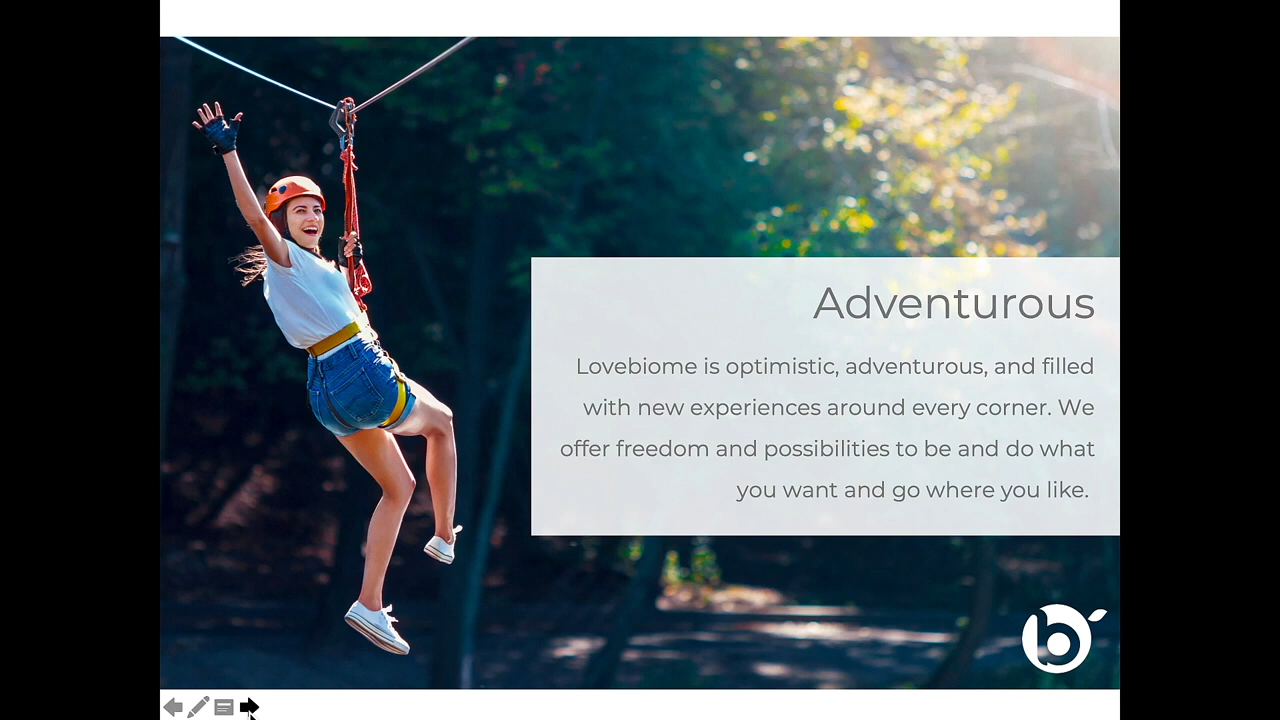 Adventurous
Lovebiome is optimistic, adventurous, and filled
with new experiences around every corner. We
offer freedom and possibilities to be and do what
you want and go where you like.
b